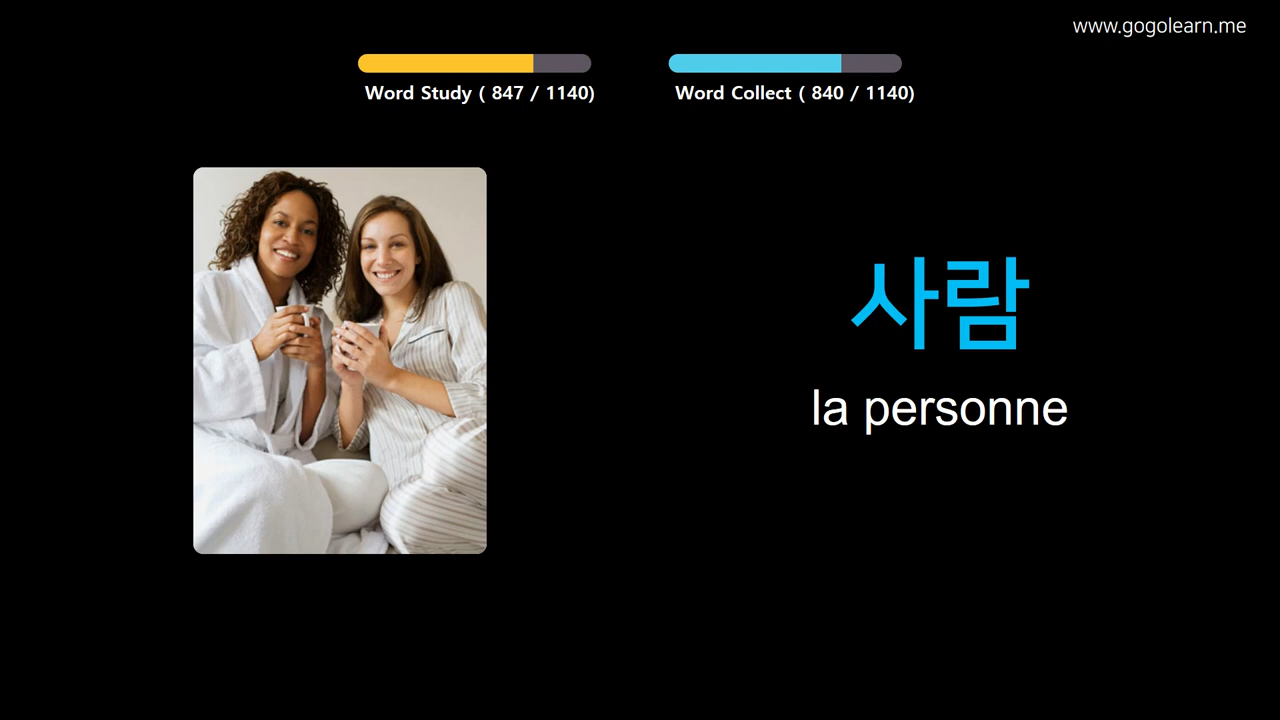 www.gogolearn.me
Word Study ( 847 / 1140)
Word Collect ( 840 / 1140)
사람
la personne